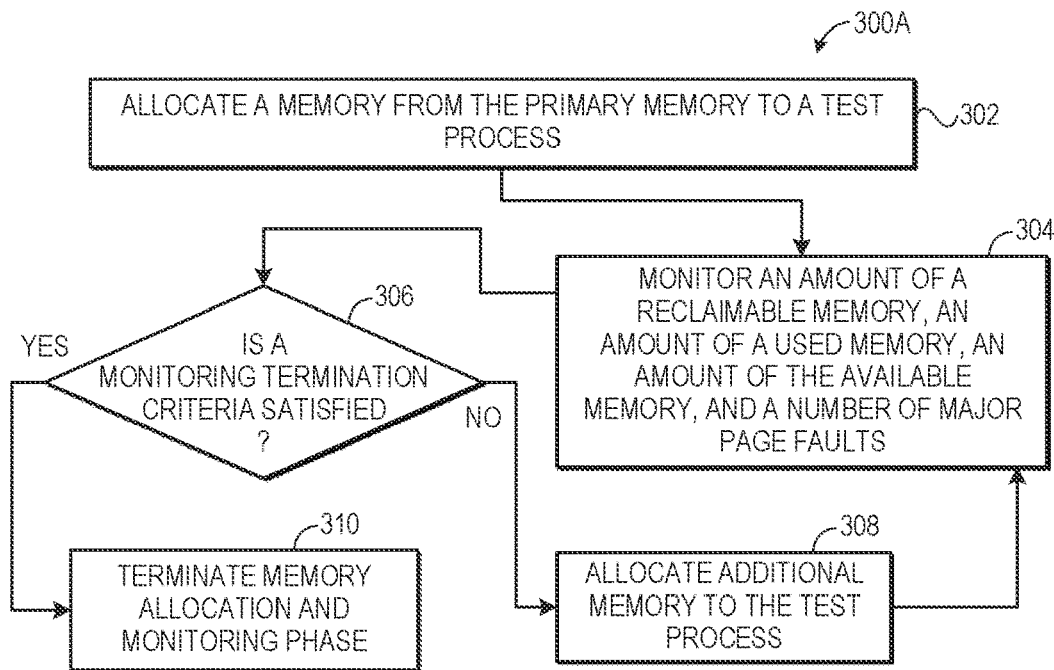 300A
ALLOCATE A MEMORY FROM THE PRIMARY MEMORY TO A TEST
PROCESS
302
304
MONITOR AN AMOUNT OF A
RECLAIMABLE MEMORY, AN
AMOUNT OF A USED MEMORY, AN
AMOUNT OF THE AVAILABLE
MEMORY, AND A NUMBER OF MAJOR
PAGE FAULTS
306
YES
IS A
MONITORING TERMINATION
CRITERIA SATISFIED
?
NO
310
TERMINATE MEMORY
ALLOCATION AND
MONITORING PHASE
308
ALLOCATE ADDITIONAL
MEMORY TO THE TEST
PROCESS